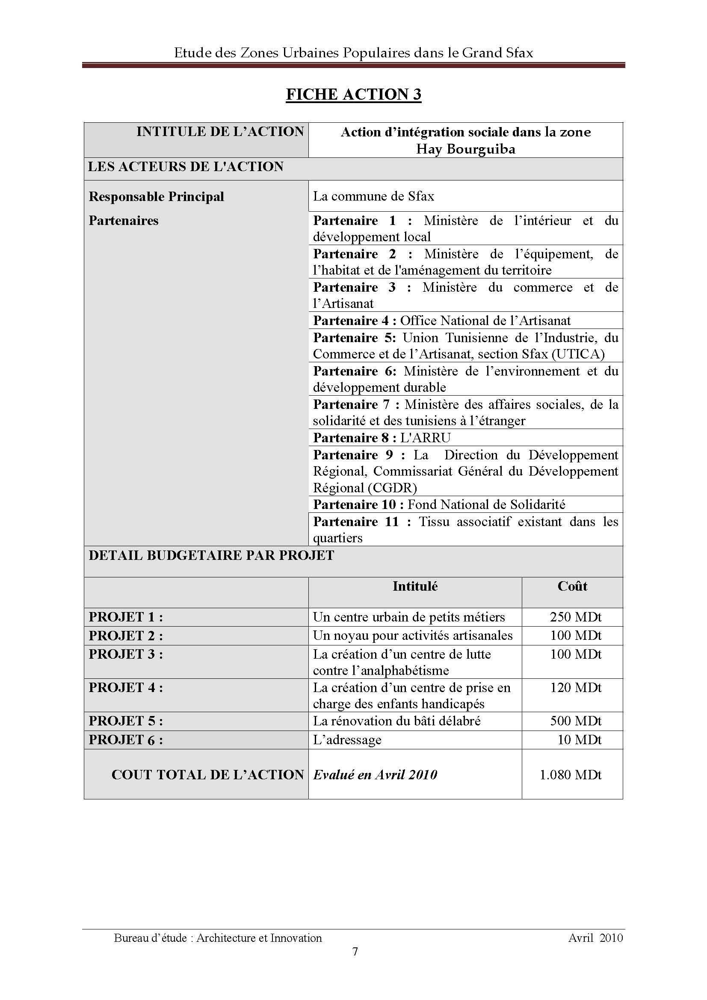 Etude des Zones Urbaines Populaires dans le Grand Sfax
FICHE ACTION 3
INTITULE DE L’ACTION
Action d’intégration sociale dans la zone
Hay Bourguiba
LES ACTEURS DE L'ACTION
Responsable Principal
La commune de Sfax
Partenaires
Partenaire 1 : Ministère de l’intérieur et du
développement local
Partenaire 2 : Ministère de l’équipement, de
l’habitat et de l'aménagement du territoire
Partenaire 3 : Ministère du commerce et de
l’Artisanat
Partenaire 4 : Office National de l’Artisanat
Partenaire 5: Union Tunisienne de l’Industrie, du
Commerce et de l’Artisanat, section Sfax (UTICA)
Partenaire 6: Ministère de l’environnement et du
développement durable
Partenaire 7 : Ministère des affaires sociales, de la
solidarité et des tunisiens à l’étranger
Partenaire 8 : L'ARRU
Partenaire 9 : La Direction du Développement
Régional, Commissariat Général du Développement
Régional (CGDR)
Partenaire 10 : Fond National de Solidarité
Partenaire 11 : Tissu associatif existant dans les
quartiers
DETAIL BUDGETAIRE PAR PROJET
Intitulé Coût
PROJET 1 : Un centre urbain de petits métiers 250 MDt
PROJET 2 : Un noyau pour activités artisanales 100 MDt
PROJET 3 : La création d’un centre de lutte 100 MDt
contre l’analphabétisme
PROJET 4 : La création d’un centre de prise en 120 MDt
charge des enfants handicapés
PROJET 5 : La rénovation du bâti délabré 500 MDt
PROJET 6 : L’adressage 10 MDt
COUT TOTAL DE L’ACTION Evalué en Avril 2010 1.080 MDt
Bureau d’étude : Architecture et Innovation Avril 2010
7